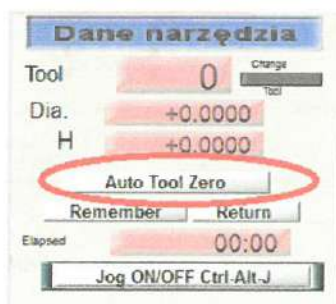 Dane narzędzia
Tool 0 Change Tool
Dia. +0.0000
H +0.0000
Auto Tool Zero
Remember Return
Elapsed 00:00
Jog ON/OFF Ctrl-Alt-J